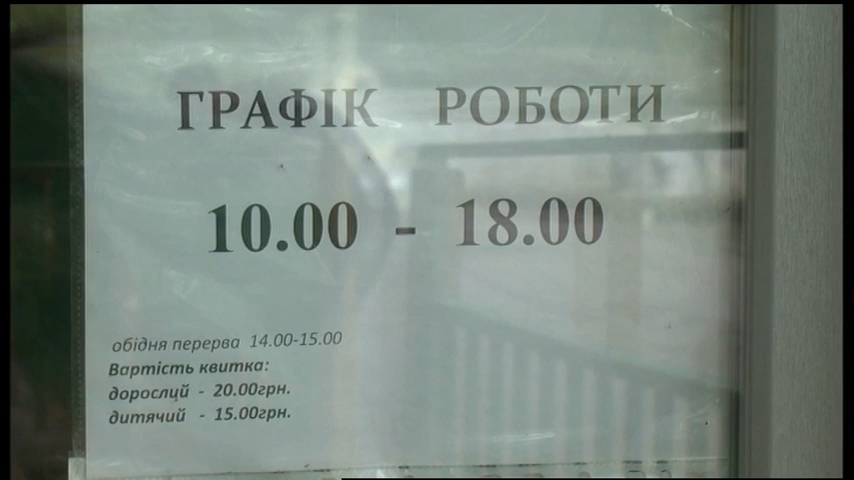 ГРАФІК РОБОТИ
10.00 - 18.00
обідня перерва 14.00-15.00
Вартість квитка:
дорослцй - 20.00грн.
дитячий - 15.00грн.